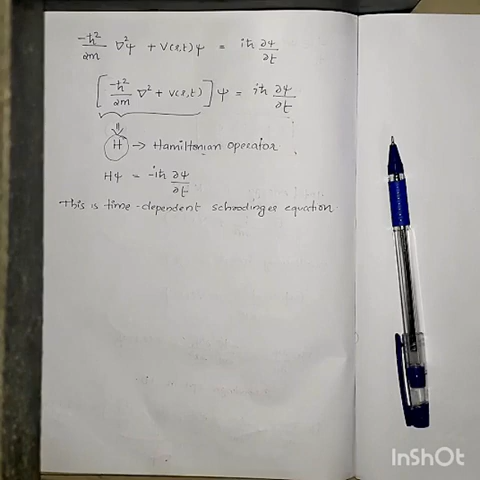 -ℏ²/2m ∇²ψ + V(r,t)ψ = iℏ ∂ψ/∂t
[-ℏ²/2m ∇² + V(r,t)] ψ = iℏ ∂ψ/∂t
H → Hamiltonian operator
Hψ = -iℏ ∂ψ/∂t
This is time-dependent schrodinger equation.
InShOt